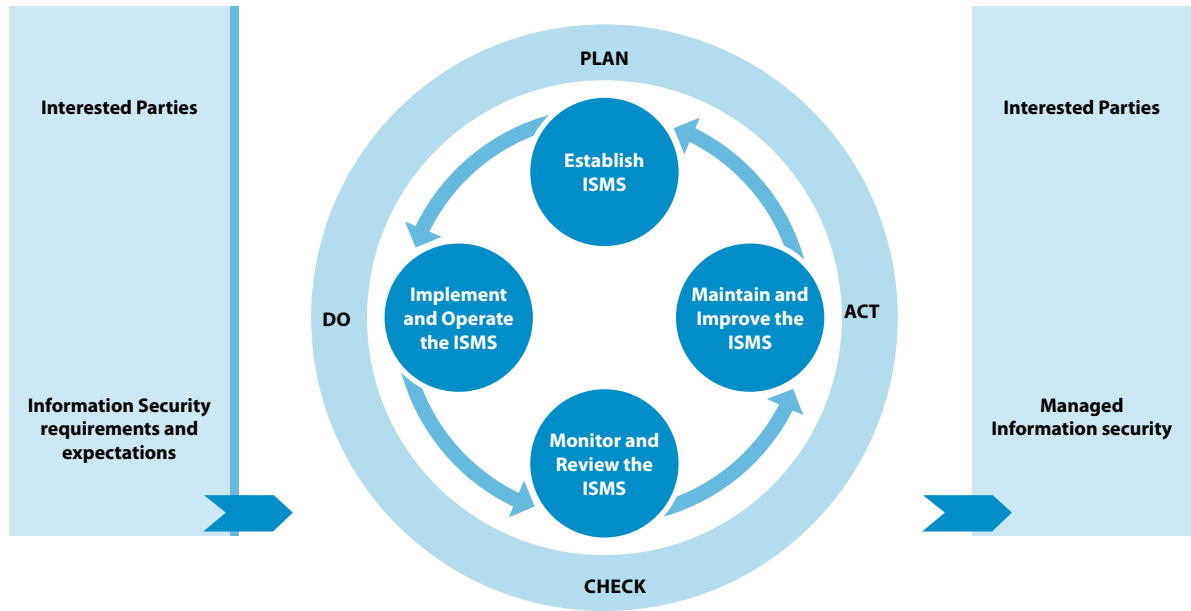 Interested Parties
Information Security
requirements and
expectations
PLAN
Establish
ISMS
DO
Implement
and Operate
the ISMS
Monitor and
Review the
ISMS
CHECK
Maintain and
Improve the
ISMS
ACT
Interested Parties
Managed
Information security